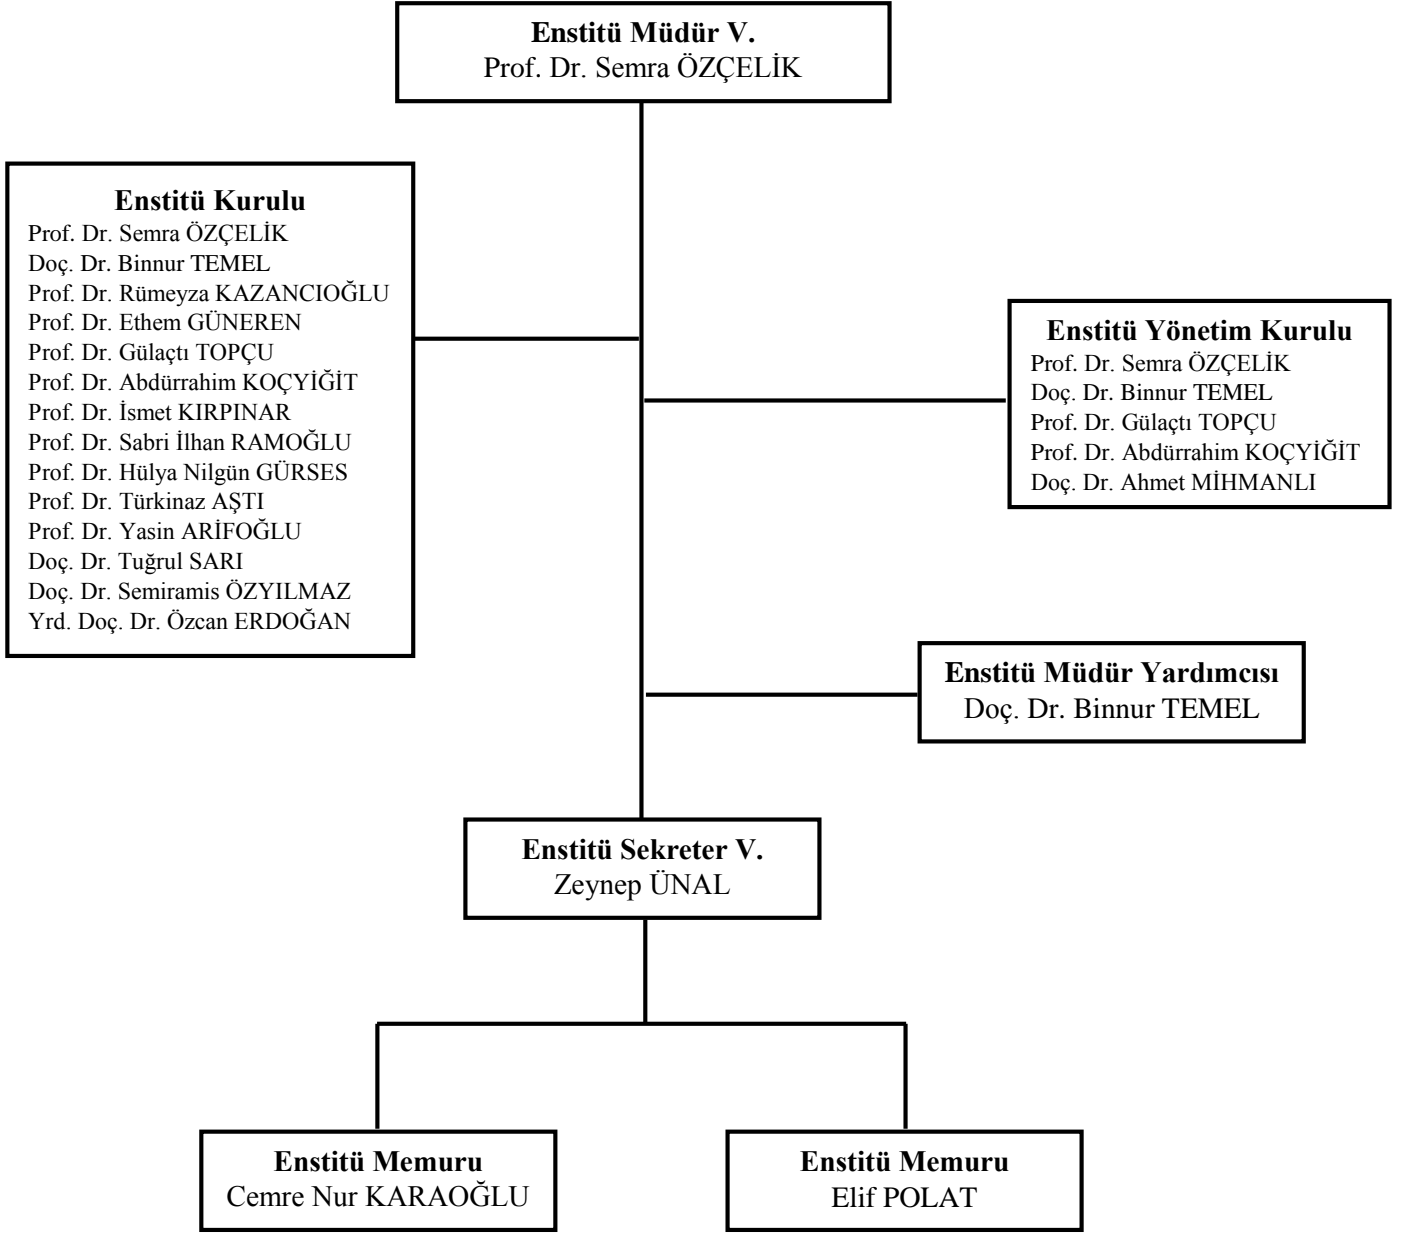 Enstitü Müdür V.
Prof. Dr. Semra ÖZÇELİK
Enstitü Kurulu
Prof. Dr. Semra ÖZÇELİK
Doç. Dr. Binnur TEMEL
Prof. Dr. Rümeyza KAZANCIOĞLU
Prof. Dr. Ethem GÜNEREN
Prof. Dr. Gülaçtı TOPÇU
Prof. Dr. Abdürrahim KOÇYİĞİT
Prof. Dr. İsmet KIRPINAR
Prof. Dr. Sabri İlhan RAMOĞLU
Prof. Dr. Hülya Nilgün GÜRSES
Prof. Dr. Türkinaz AŞTI
Prof. Dr. Yasin ARİFOĞLU
Doç. Dr. Tuğrul SARI
Doç. Dr. Semiramis ÖZYILMAZ
Yrd. Doç. Dr. Özcan ERDOĞAN
Enstitü Yönetim Kurulu
Prof. Dr. Semra ÖZÇELİK
Doç. Dr. Binnur TEMEL
Prof. Dr. Gülaçtı TOPÇU
Prof. Dr. Abdürrahim KOÇYİĞİT
Doç. Dr. Ahmet MİHMANLI
Enstitü Müdür Yardımcısı
Doç. Dr. Binnur TEMEL
Enstitü Sekreter V.
Zeynep ÜNAL
Enstitü Memuru
Cemre Nur KARAOĞLU
Enstitü Memuru
Elif POLAT